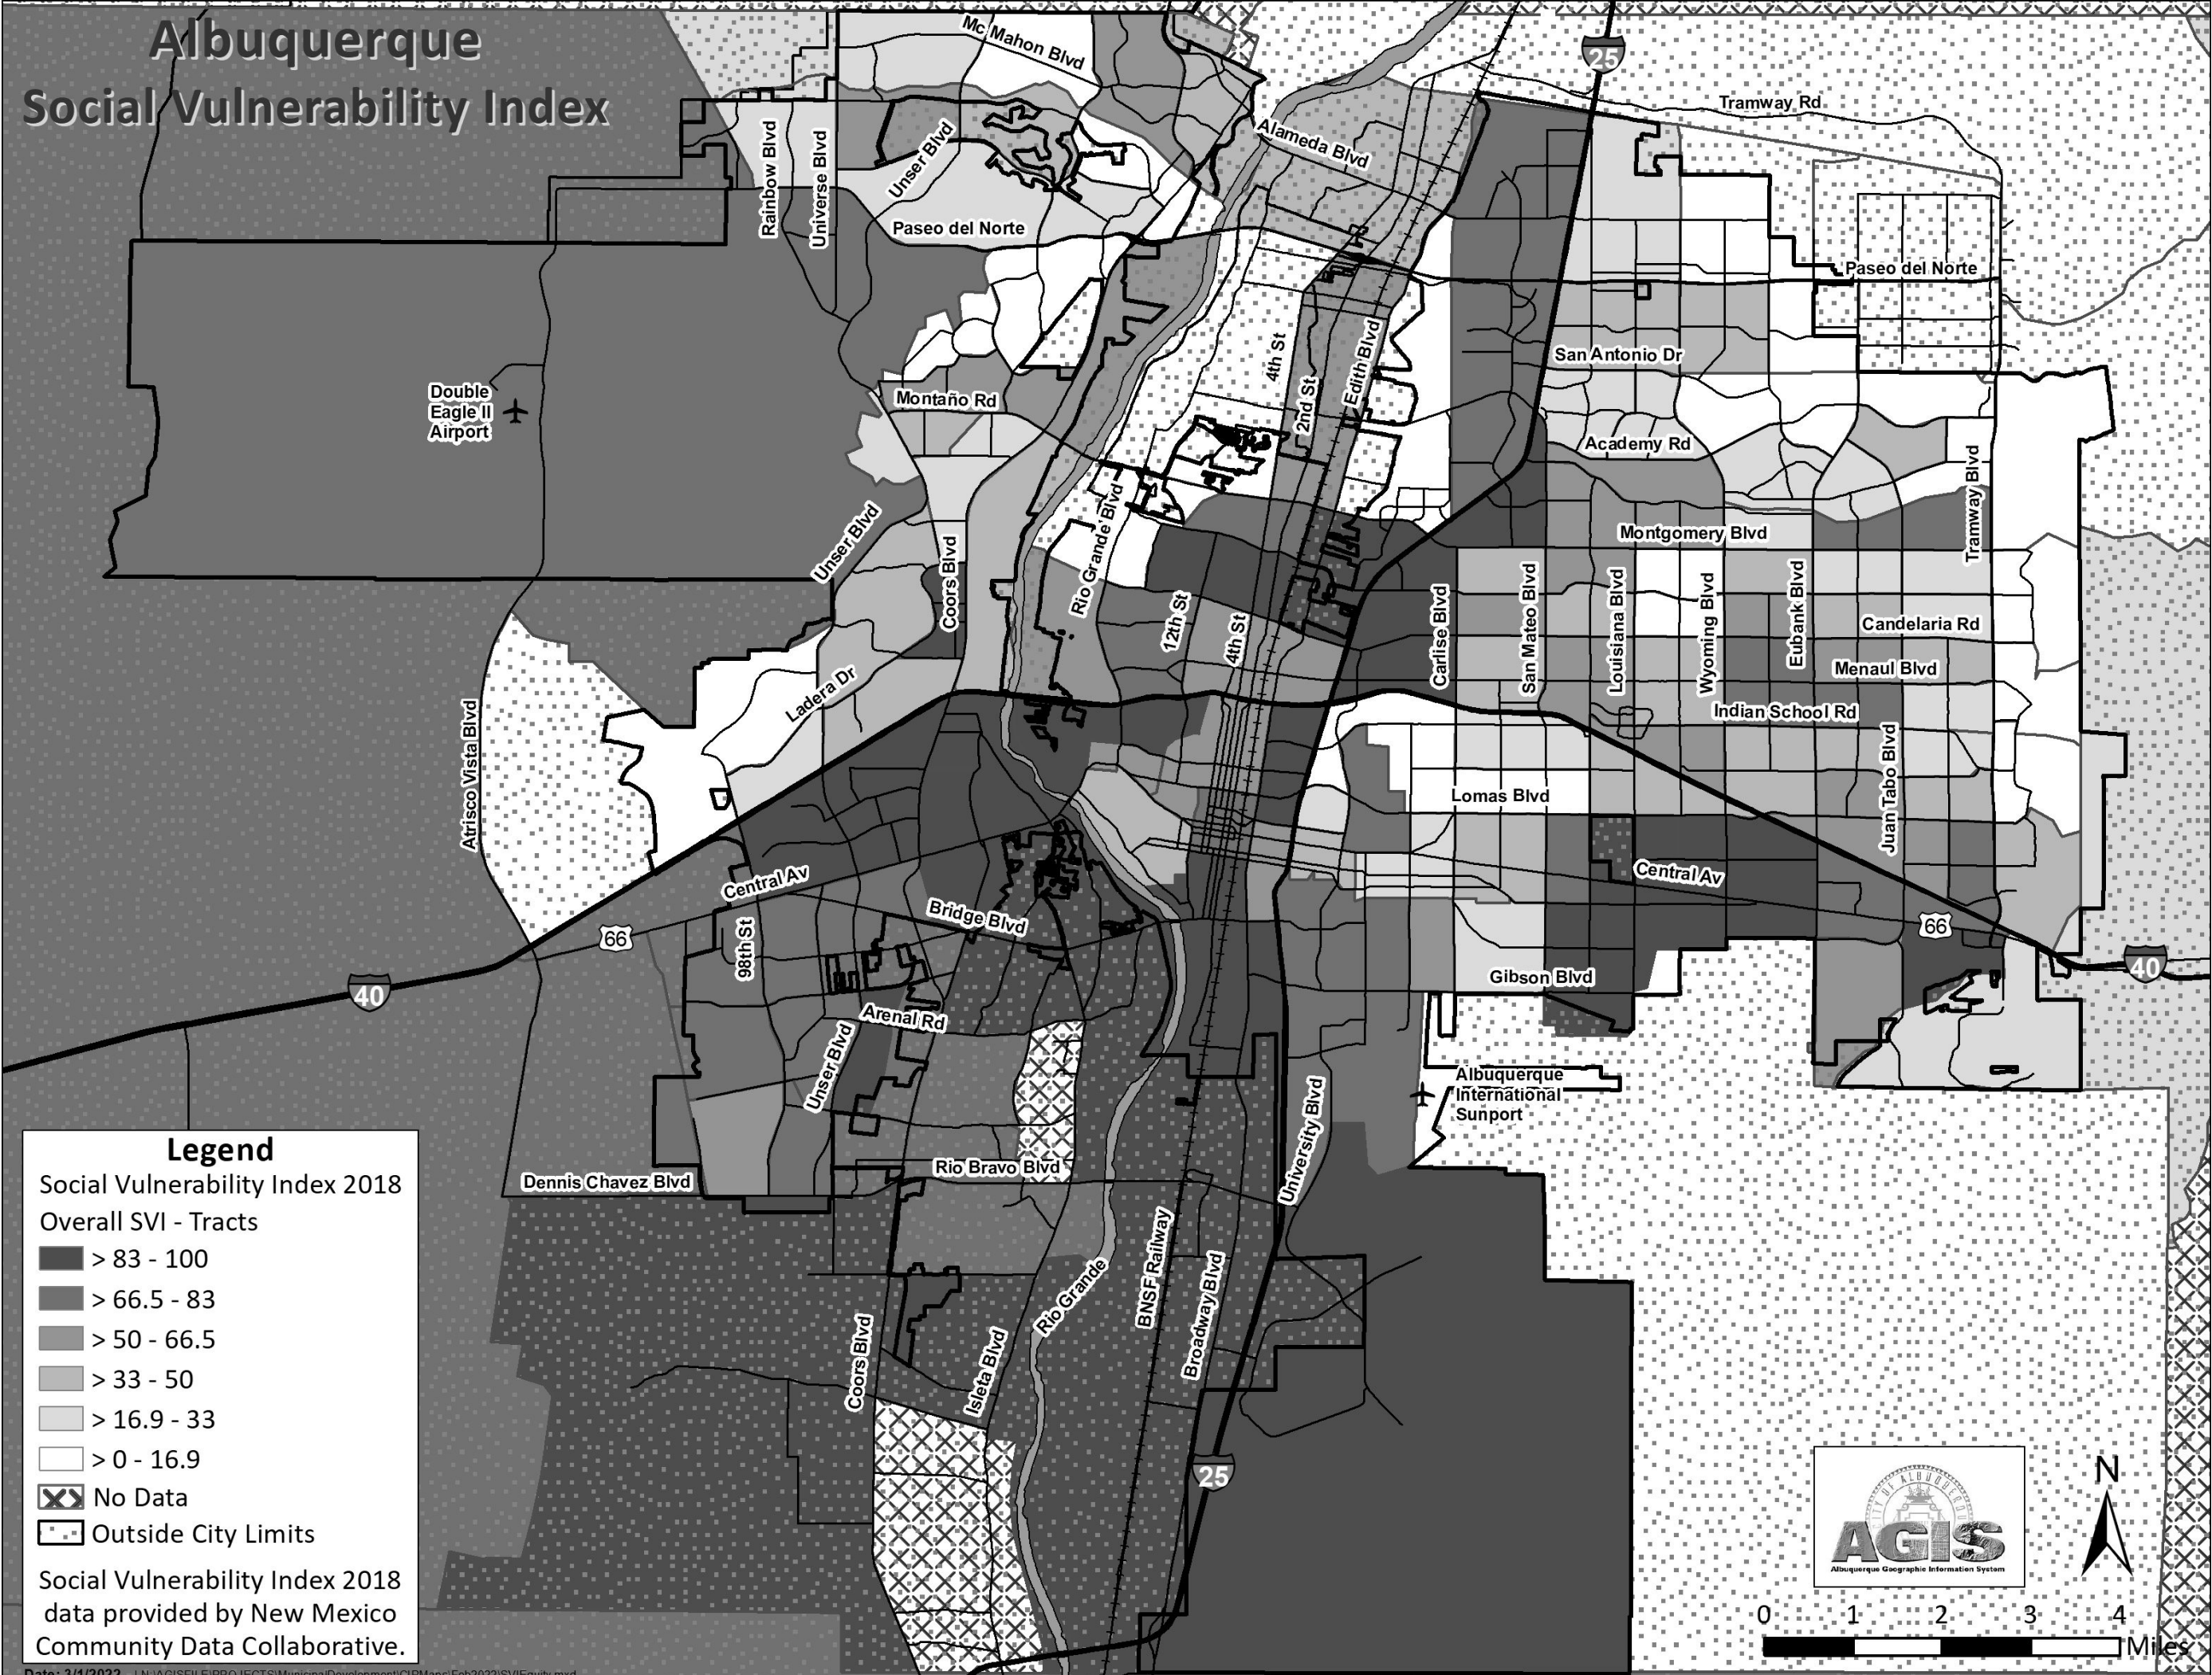 Albuquerque
Social Vulnerability Index
Mc Mahon Blvd
25
Tramway Rd
Alameda Blvd
Rainbow Blvd
Universe Blvd
Unser Blvd
Paseo del Norte
Paseo del Norte
4th St
2nd St
Edith Blvd
San Antonio Dr
Double
Eagle II
Airport
Montaño Rd
Academy Rd
Tramway Blvd
Rio Grande Blvd
Montgomery Blvd
Unser Blvd
Coors Blvd
12th St
4th St
Carlise Blvd
San Mateo Blvd
Louisiana Blvd
Wyoming Blvd
Eubank Blvd
Candelaria Rd
Menaul Blvd
Ladera Dr
Indian School Rd
Atrisco Vista Blvd
Juan Tabo Blvd
Lomas Blvd
Central Av
Central Av
Bridge Blvd
66
98th St
66
40
Gibson Blvd
40
Arenal Rd
Unser Blvd
Albuquerque
International
Sunport
University Blvd
Rio Bravo Blvd
Dennis Chavez Blvd
BNSF Railway
Broadway Blvd
Rio Grande
Coors Blvd
Isleta Blvd
25
Legend
Social Vulnerability Index 2018
Overall SVI - Tracts
> 83 - 100
> 66.5 - 83
> 50 - 66.5
> 33 - 50
> 16.9 - 33
> 0 - 16.9
No Data
Outside City Limits
Social Vulnerability Index 2018
data provided by New Mexico
Community Data Collaborative.
CITY OF ALBUQUERQUE
AGIS
Albuquerque Geographic Information System
N
0 1 2 3 4
Miles
Date: 3/1/2022